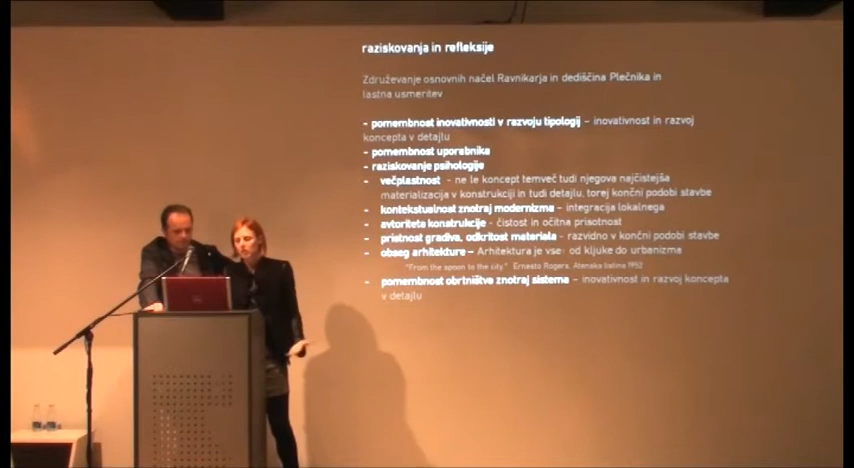 raziskovanja in refleksije
Združevanje osnovnih načel Ravnikarja in dediščina Plečnika in
lastna usmeritev
- pomembnost inovativnosti v razvoju tipologij – inovativnost in razvoj
koncepta v detajlu
- pomembnost uporabnika
- raziskovanje psihologije
- večplastnost - ne le koncept temveč tudi njegova najčistejša
materializacija v konstrukciji in tudi detajlu, torej končni podobi stavbe
- kontekstualnost znotraj modernizma – integracija lokalnega
- avtoriteta konstrukcije - čistost in očitna prisotnost
- pristnost gradiva, odkritost materiala - razvidno v končni podobi stavbe
- obseg arhitekture – Arhitektura je vse: od kljuke do urbanizma
"From the spoon to the city." Ernesto Rogers, Atenska listina 1952
- pomembnost obrtništva znotraj sistema – inovativnost in razvoj koncepta
v detajlu